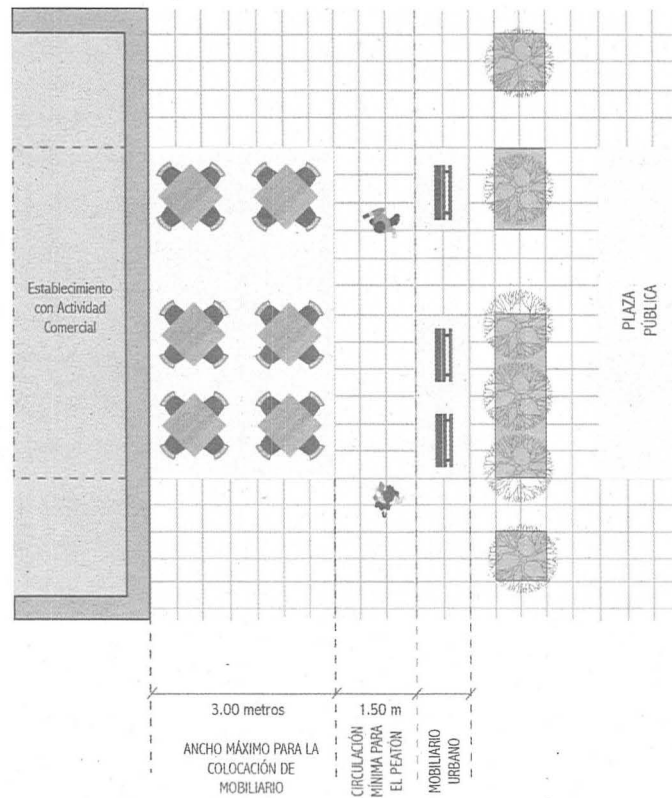 Establecimiento
con Actividad
Comercial
PLAZA
PÚBLICA
3.00 metros
1.50 m
ANCHO MÁXIMO PARA LA
COLOCACIÓN DE
MOBILIARIO
CIRCULACIÓN
MÍNIMA PARA
EL PEATÓN
MOBILIARIO
URBANO